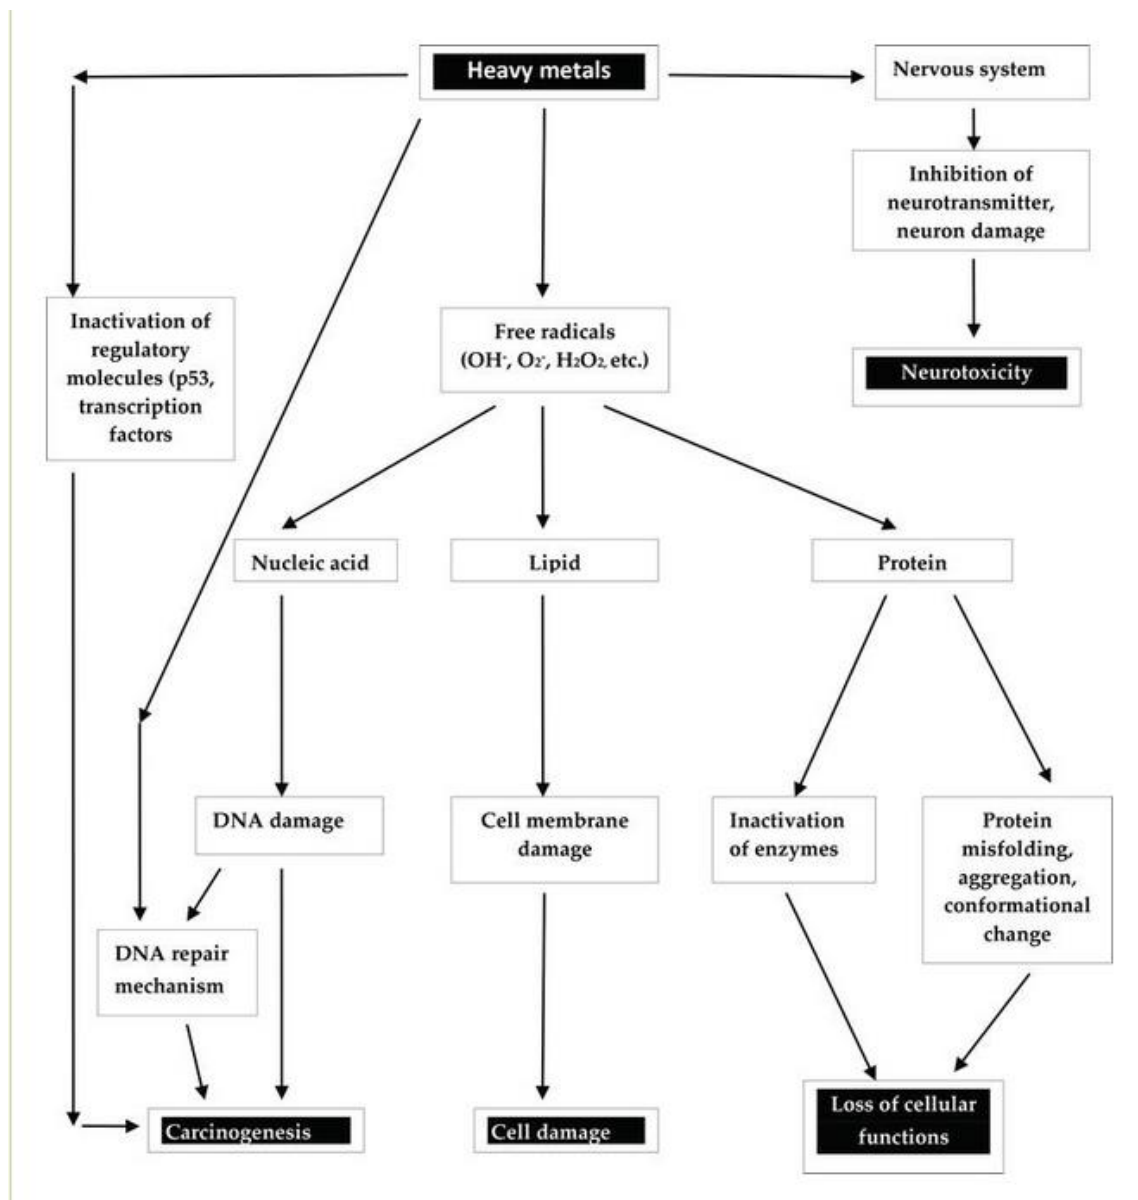 Heavy metals
Nervous system
Inhibition of
neurotransmitter,
neuron damage
Neurotoxicity
Inactivation of
regulatory
molecules (p53,
transcription
factors
Free radicals
(OH·, O₂·, H₂O₂, etc.)
Nucleic acid
Lipid
Protein
DNA damage
Cell membrane
damage
Inactivation
of enzymes
Protein
misfolding,
aggregation,
conformational
change
DNA repair
mechanism
Carcinogenesis
Cell damage
Loss of cellular
functions